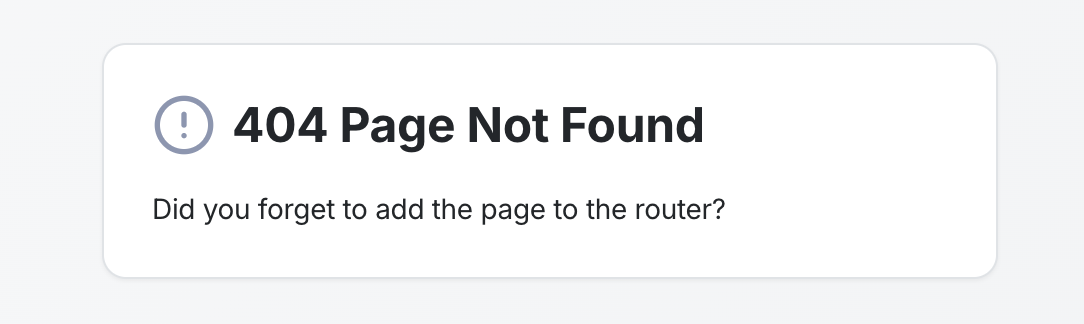 404 Page Not Found
Did you forget to add the page to the router?